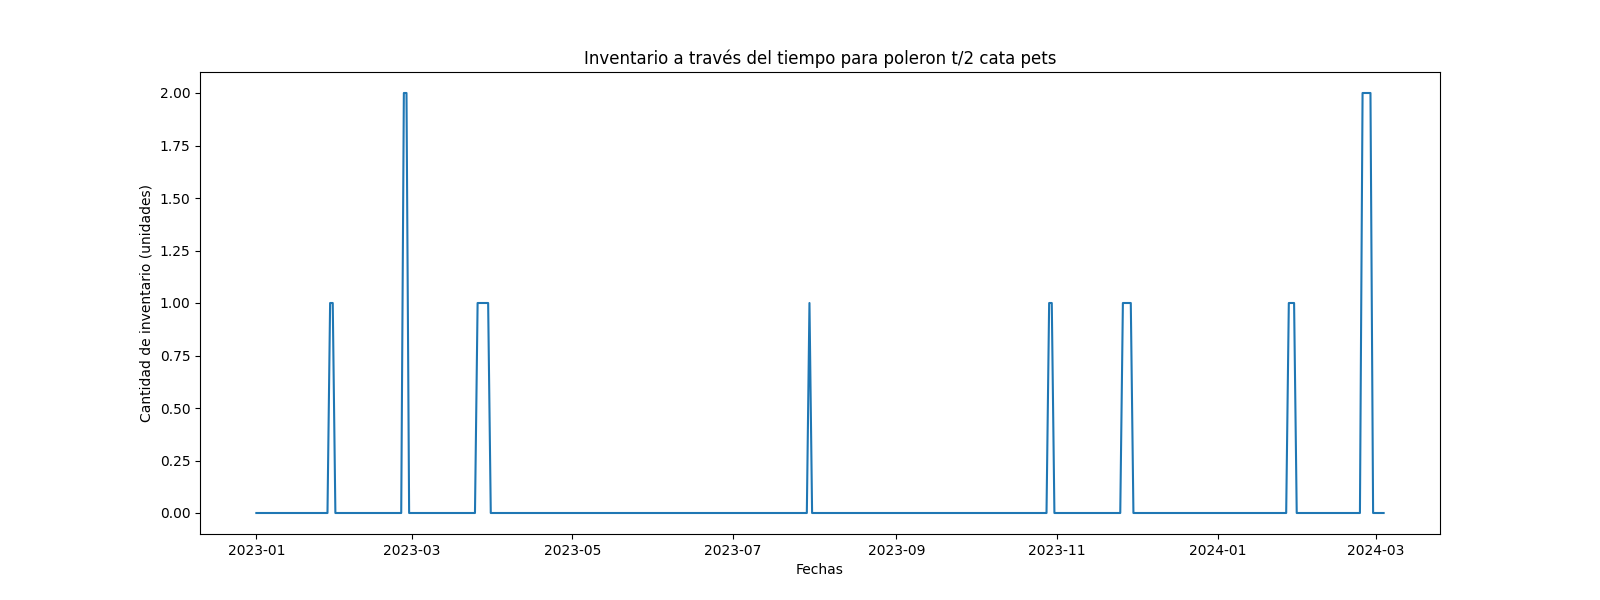 Inventario a través del tiempo para poleron t/2 cata pets
Cantidad de inventario (unidades)
2.00
1.75
1.50
1.25
1.00
0.75
0.50
0.25
0.00
2023-01 2023-03 2023-05 2023-07 2023-09 2023-11 2024-01 2024-03
Fechas